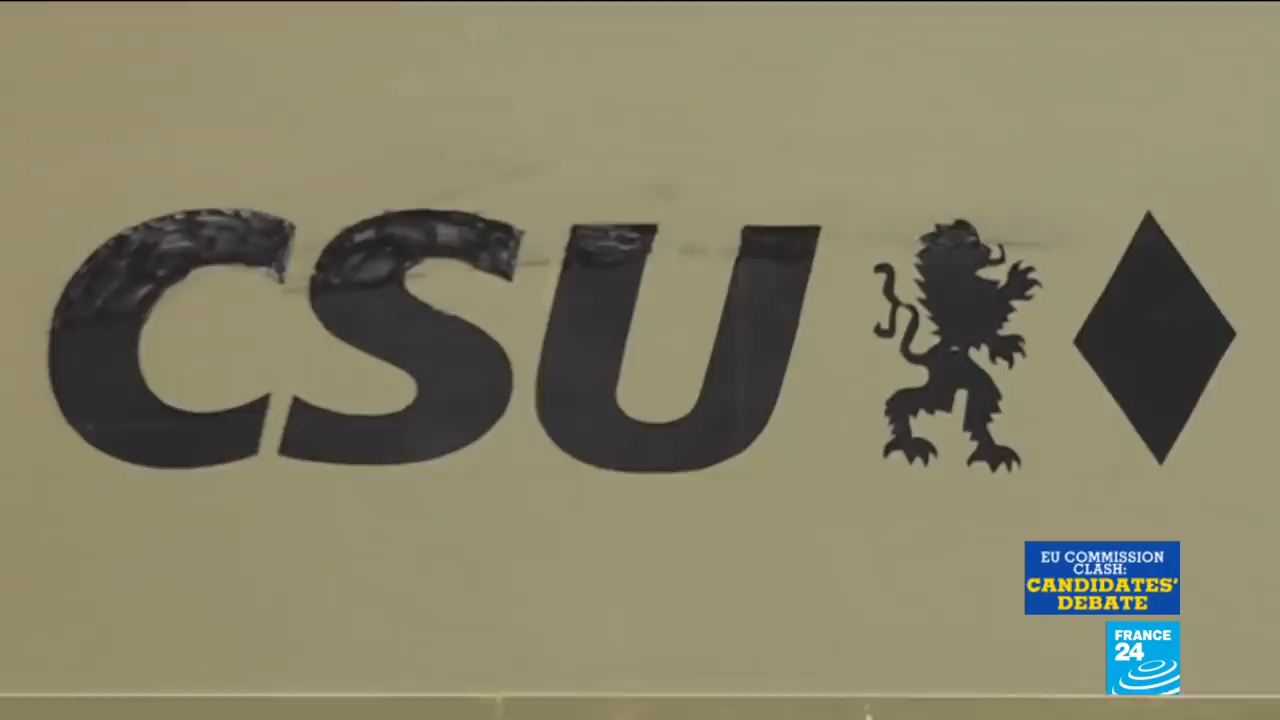 CSU
EU COMMISSION
CLASH:
CANDIDATES'
DEBATE
FRANCE
24